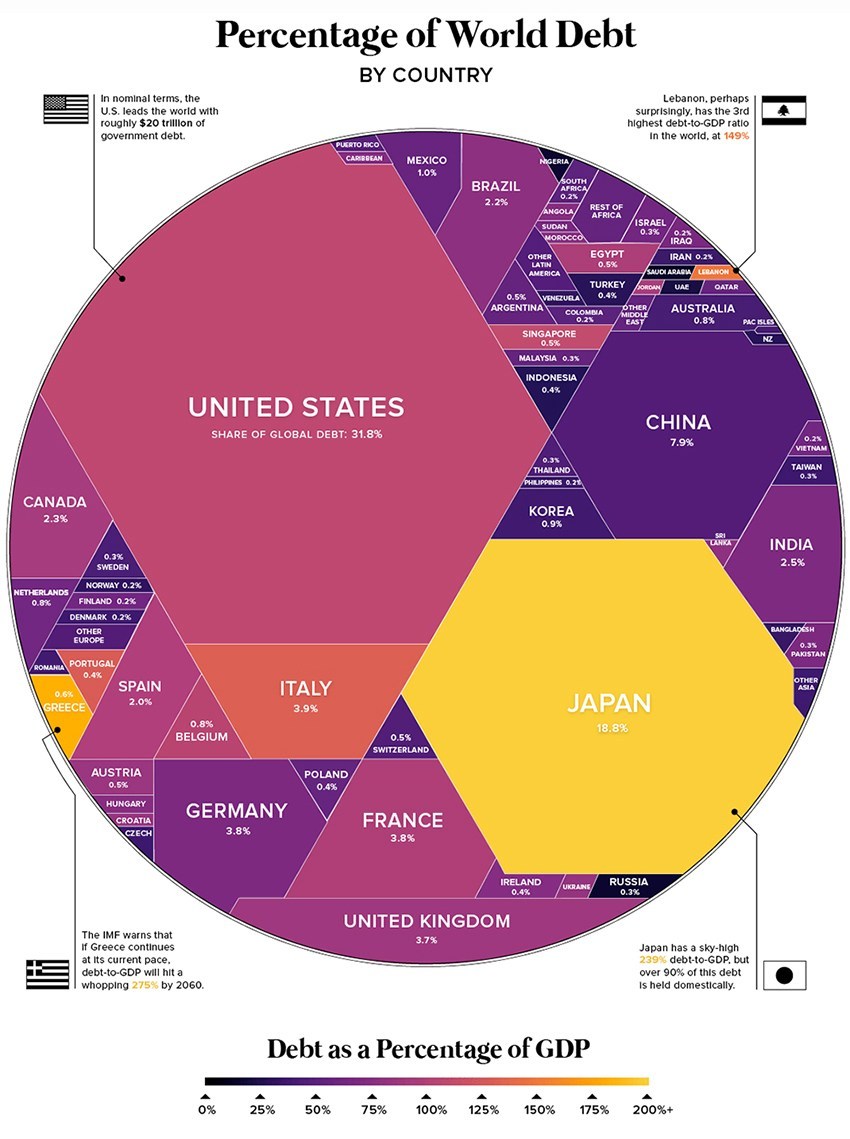 Percentage of World Debt
BY COUNTRY
In nominal terms, the
U.S. leads the world with
roughly $20 trillion of
government debt.
Lebanon, perhaps
surprisingly, has the 3rd
highest debt-to-GDP ratio
in the world, at 149%
PUERTO RICO
CARIBBEAN
MEXICO
1.0%
BRAZIL
2.2%
NIGERIA
SOUTH
AFRICA
0.2%
ANGOLA
SUDAN
MOROCCO
REST OF
AFRICA
ISRAEL
0.3%
0.2%
IRAQ
EGYPT
0.5%
IRAN 0.2%
SAUDI ARABIA
LEBANON
OTHER
LATIN
AMERICA
TURKEY
0.4%
JORDAN
UAE
QATAR
0.5%
ARGENTINA
VENEZUELA
COLOMBIA
0.2%
OTHER
MIDDLE
EAST
AUSTRALIA
0.8%
PAC ISLES
NZ
SINGAPORE
0.5%
MALAYSIA 0.3%
INDONESIA
0.4%
UNITED STATES
SHARE OF GLOBAL DEBT: 31.8%
CHINA
7.9%
0.2%
VIETNAM
TAIWAN
0.3%
0.3%
THAILAND
PHILIPPINES 0.2%
KOREA
0.9%
SRI
LANKA
INDIA
2.5%
CANADA
2.3%
0.3%
SWEDEN
NORWAY 0.2%
NETHERLANDS
0.8%
FINLAND 0.2%
DENMARK 0.2%
OTHER
EUROPE
BANGLADESH
0.3%
PAKISTAN
OTHER
ASIA
ROMANIA
PORTUGAL
0.4%
0.6%
GREECE
SPAIN
2.0%
0.8%
BELGIUM
ITALY
3.9%
0.5%
SWITZERLAND
JAPAN
18.8%
AUSTRIA
0.5%
HUNGARY
CROATIA
CZECH
GERMANY
3.8%
POLAND
0.4%
FRANCE
3.8%
IRELAND
0.4%
UKRAINE
RUSSIA
0.3%
UNITED KINGDOM
3.7%
The IMF warns that
if Greece continues
at its current pace,
debt-to-GDP will hit a
whopping 275% by 2060.
Japan has a sky-high
239% debt-to-GDP, but
over 90% of this debt
is held domestically.
Debt as a Percentage of GDP
0% 25% 50% 75% 100% 125% 150% 175% 200%+